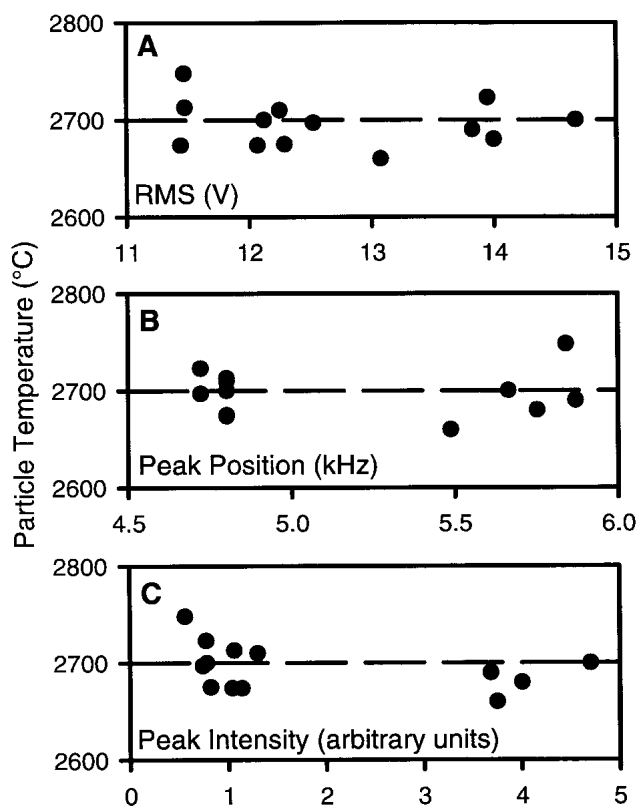 Particle Temperature (°C)
2800
A
2700
RMS (V)
2600
11 12 13 14 15
2800
B
2700
Peak Position (kHz)
2600
4.5 5.0 5.5 6.0
2800
C
2700
Peak Intensity (arbitrary units)
2600
0 1 2 3 4 5